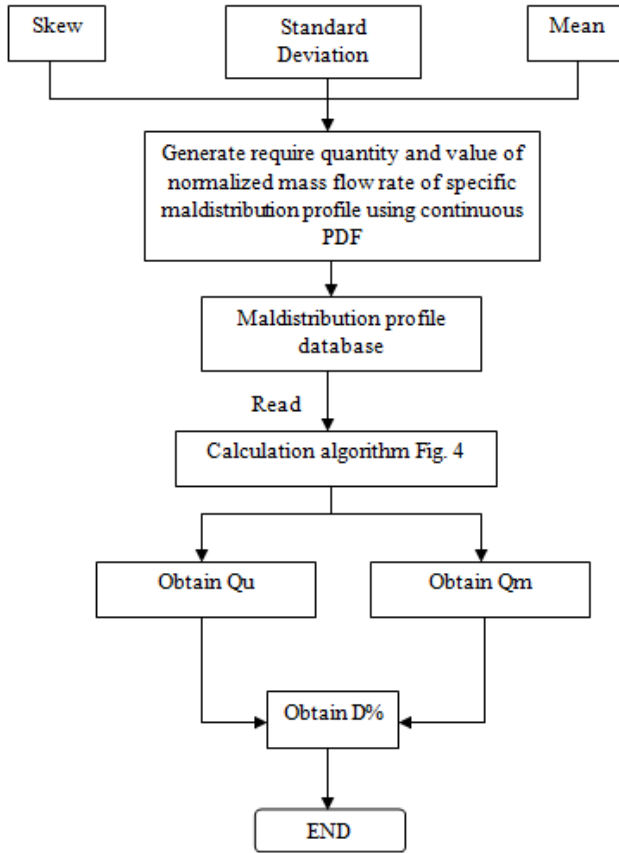 Skew
Standard
Deviation
Mean
Generate require quantity and value of
normalized mass flow rate of specific
maldistribution profile using continuous
PDF
Maldistribution profile
database
Read
Calculation algorithm Fig. 4
Obtain Qu
Obtain Qm
Obtain D%
END